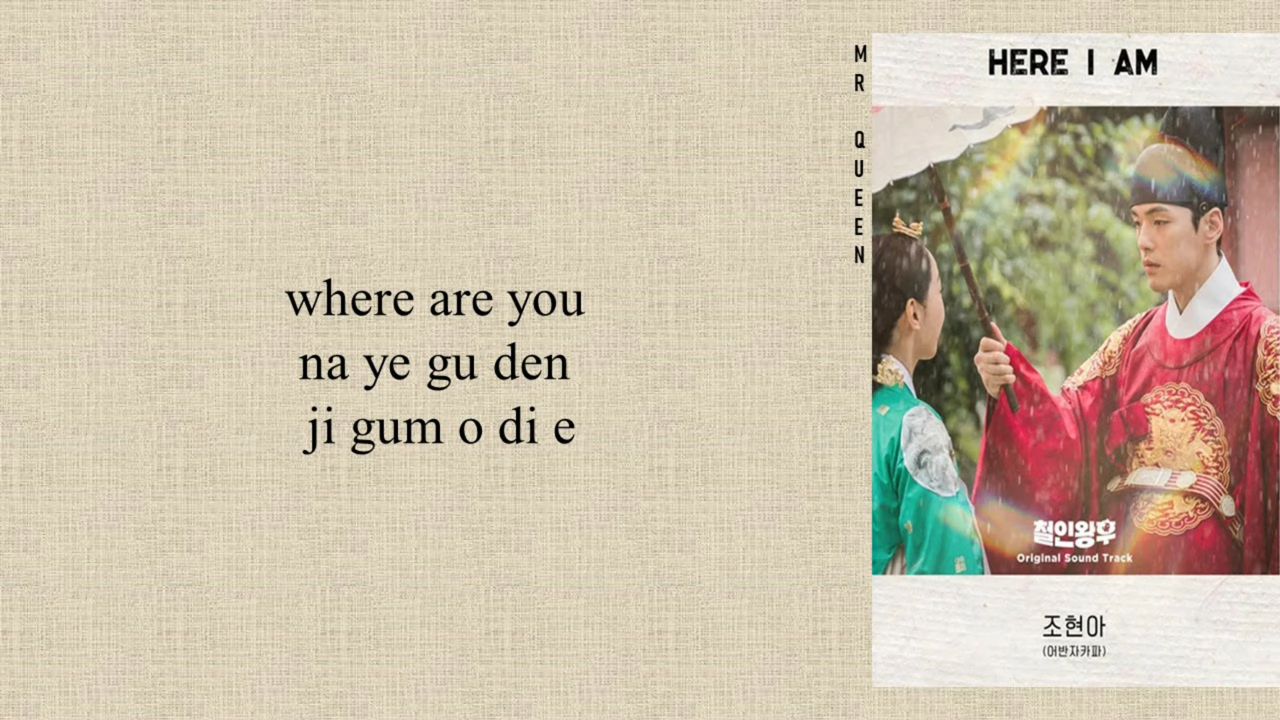 where are you
na ye gu den
ji gum o di e
MR QUEEN
HERE I AM
철인왕후
Original Sound Track
조현아
(어반자카파)